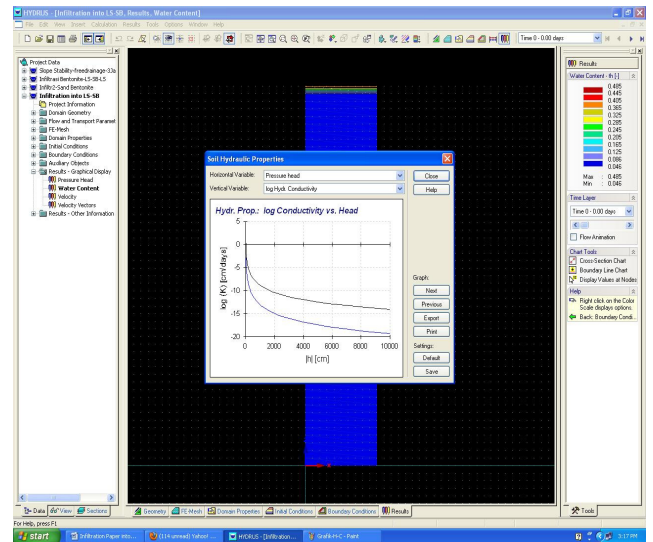 HYDRUS - [Infiltration into LS-SB, Results, Water Content]
File Edit View Insert Calculation Results Tools Options Window Help
Time 0 - 0.00 days
Project Data
Slope Stability-freedrainage-3Ja
Infiltrasi Bentonite-LS-SB-LS
Infiltr2-Sand Bentonite
Infiltration into LS-SB
Project Information
Domain Geometry
Flow and Transport Paramet
FE-Mesh
Domain Properties
Initial Conditions
Boundary Conditions
Auxiliary Objects
Results - Graphical Display
Pressure Head
Water Content
Velocity
Velocity Vectors
Results - Other Information
Soil Hydraulic Properties
Horizontal Variable: Pressure head
Vertical Variable: log Hydr. Conductivity
Close
Help
Hydr. Prop.: log Conductivity vs. Head
log (K) [cm/days]
5
0
-5
-10
-15
-20
0 2000 4000 6000 8000 10000
|h| [cm]
Graph:
Next
Previous
Export
Print
Settings:
Default
Save
Results
Water Content - th [-]
0.485
0.445
0.405
0.365
0.325
0.285
0.245
0.205
0.165
0.125
0.086
0.046
Max : 0.485
Min : 0.046
Time Layer
Time 0 - 0.00 days
Flow Animation
Chart Tools
Cross-Section Chart
Boundary Line Chart
Display Values at Nodes
Help
Right click on the Color
Scale displays options.
Back: Boundary Condi...
Data View Sections
Geometry FE-Mesh Domain Properties Initial Conditions Boundary Conditions Results
Tools
For Help, press F1
start
Infiltration Paper into...
(114 unread) Yahoo! ...
HYDRUS - [Infiltration...
Grafik-H-C - Paint
3:17 PM